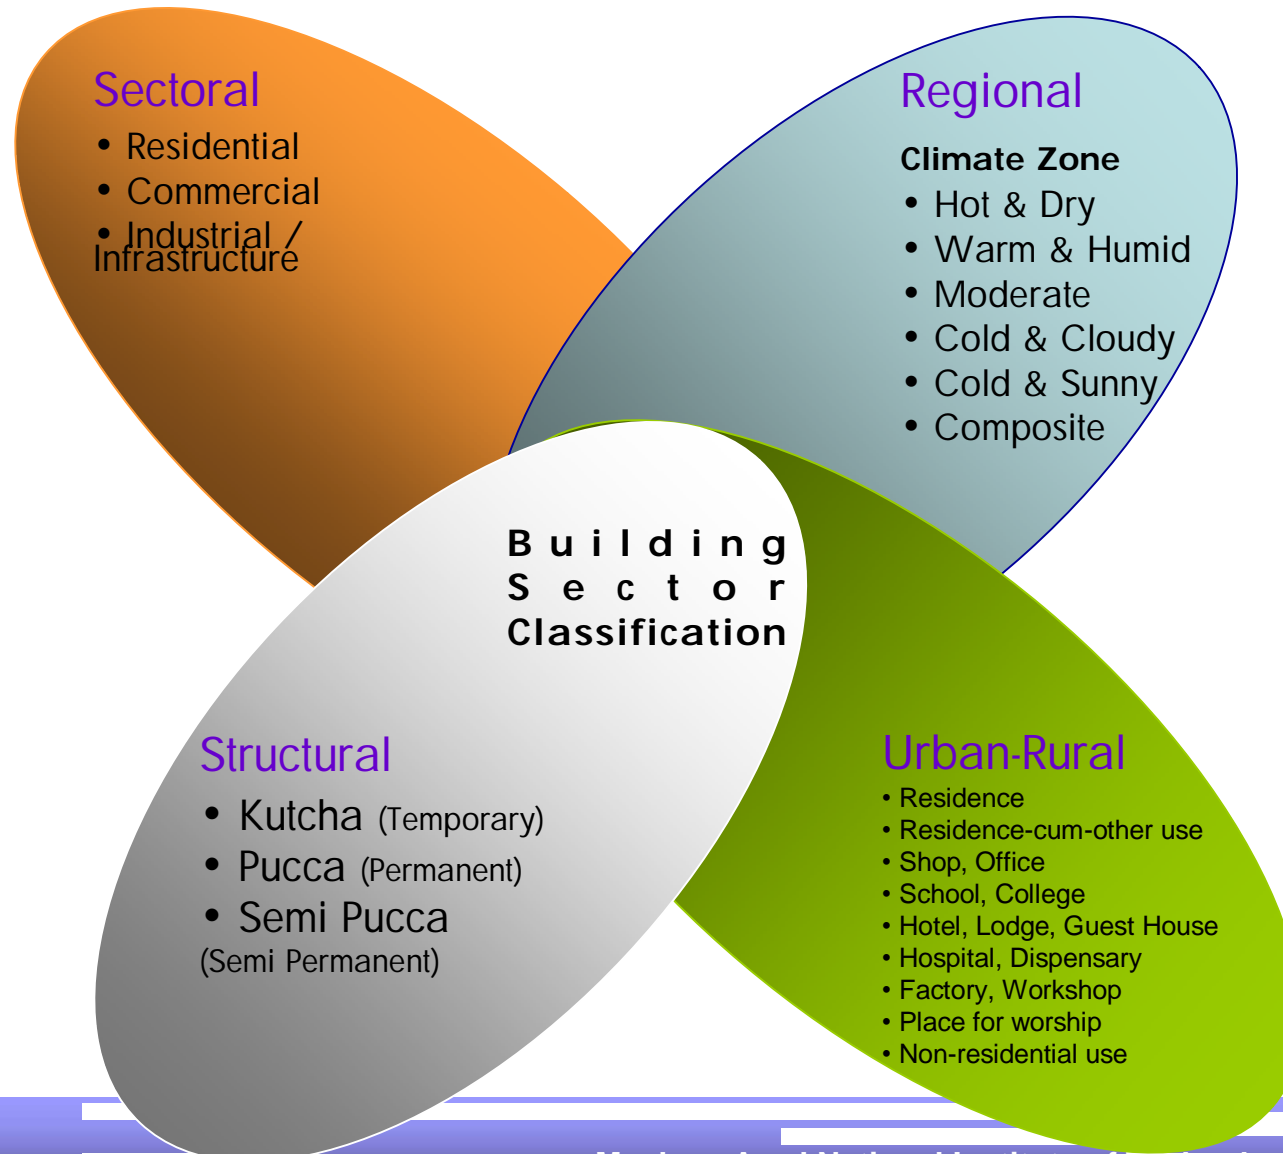 Sectoral
• Residential
• Commercial
• Industrial /
Infrastructure
Regional
Climate Zone
• Hot & Dry
• Warm & Humid
• Moderate
• Cold & Cloudy
• Cold & Sunny
• Composite
Building
Sector
Classification
Structural
• Kutcha (Temporary)
• Pucca (Permanent)
• Semi Pucca
(Semi Permanent)
Urban-Rural
• Residence
• Residence-cum-other use
• Shop, Office
• School, College
• Hotel, Lodge, Guest House
• Hospital, Dispensary
• Factory, Workshop
• Place for worship
• Non-residential use